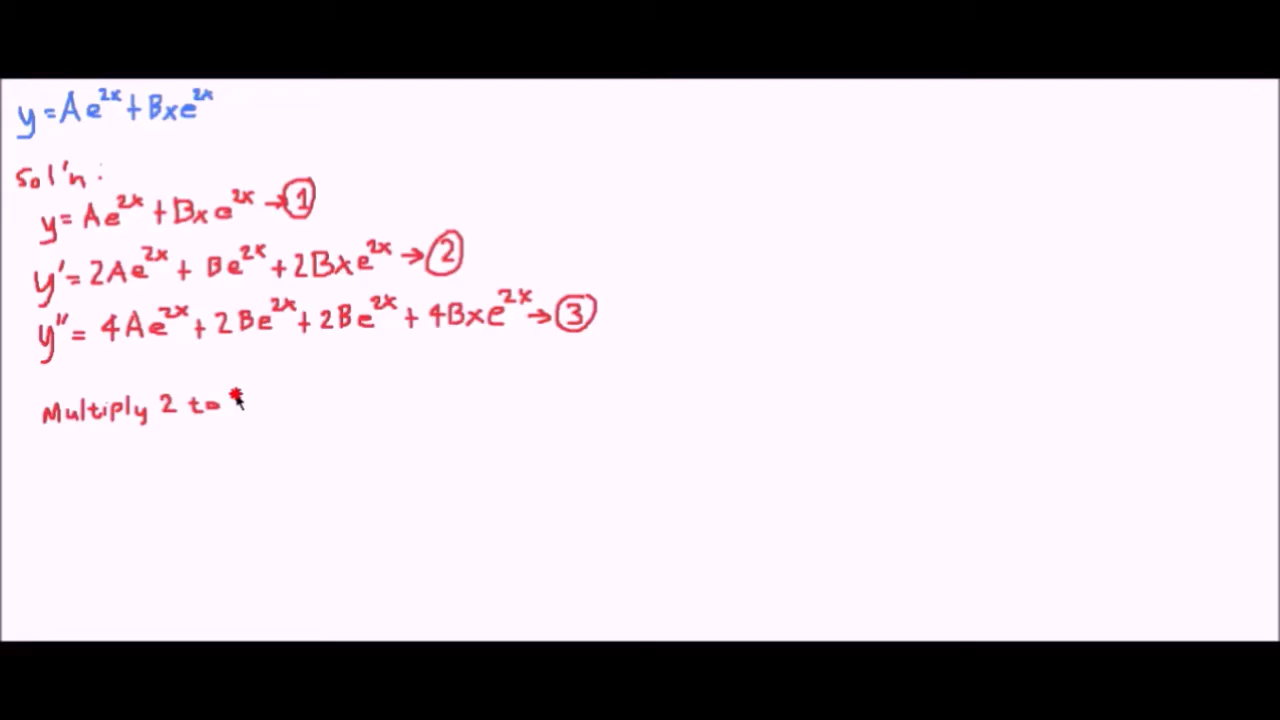 y = Ae^{2x} + Bxe^{2x}
Sol'n :
y = Ae^{2x} + Bxe^{2x} → ①
y' = 2Ae^{2x} + Be^{2x} + 2Bxe^{2x} → ②
y'' = 4Ae^{2x} + 2Be^{2x} + 2Be^{2x} + 4Bxe^{2x} → ③
Multiply 2 to